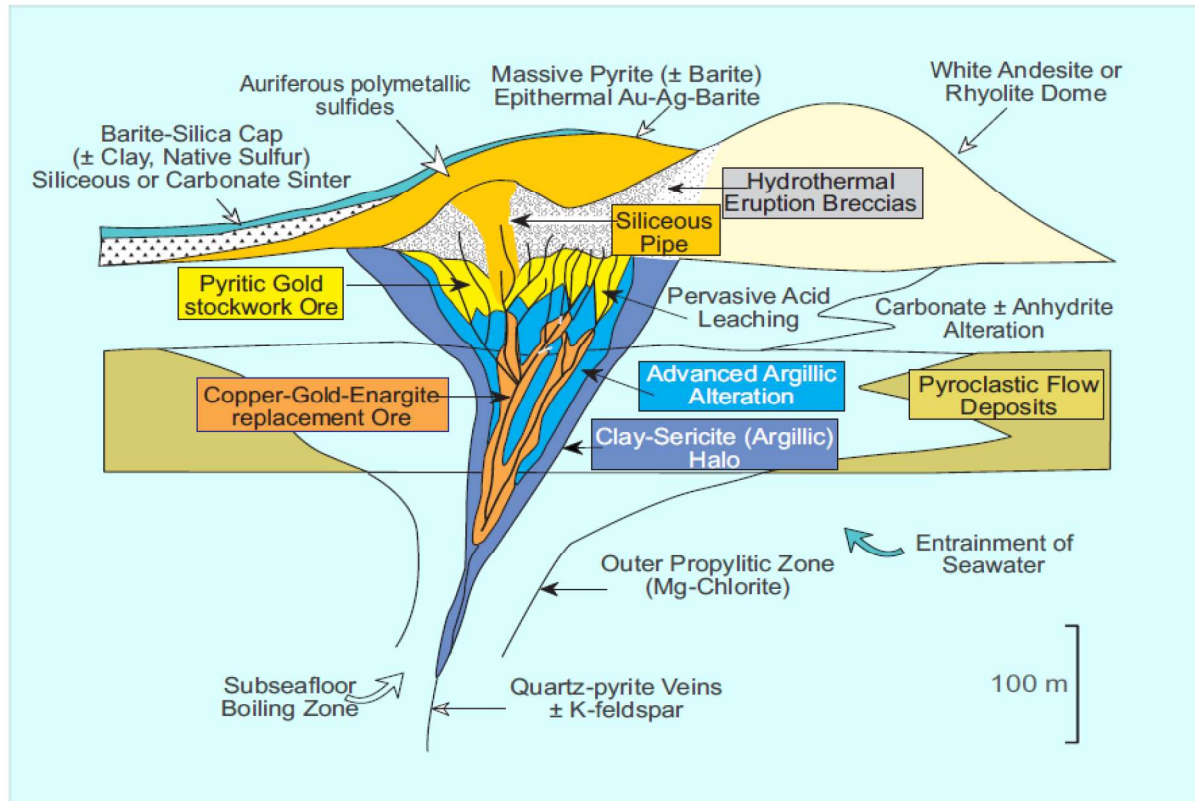 Auriferous polymetallic
sulfides
Massive Pyrite (± Barite)
Epithermal Au-Ag-Barite
White Andesite or
Rhyolite Dome
Barite-Silica Cap
(± Clay, Native Sulfur)
Siliceous or Carbonate Sinter
Hydrothermal
Eruption Breccias
Siliceous
Pipe
Pyritic Gold
stockwork Ore
Pervasive Acid
Leaching
Carbonate ± Anhydrite
Alteration
Copper-Gold-Enargite
replacement Ore
Advanced Argillic
Alteration
Pyroclastic Flow
Deposits
Clay-Sericite (Argillic)
Halo
Entrainment of
Seawater
Outer Propylitic Zone
(Mg-Chlorite)
Subseafloor
Boiling Zone
Quartz-pyrite Veins
± K-feldspar
100 m